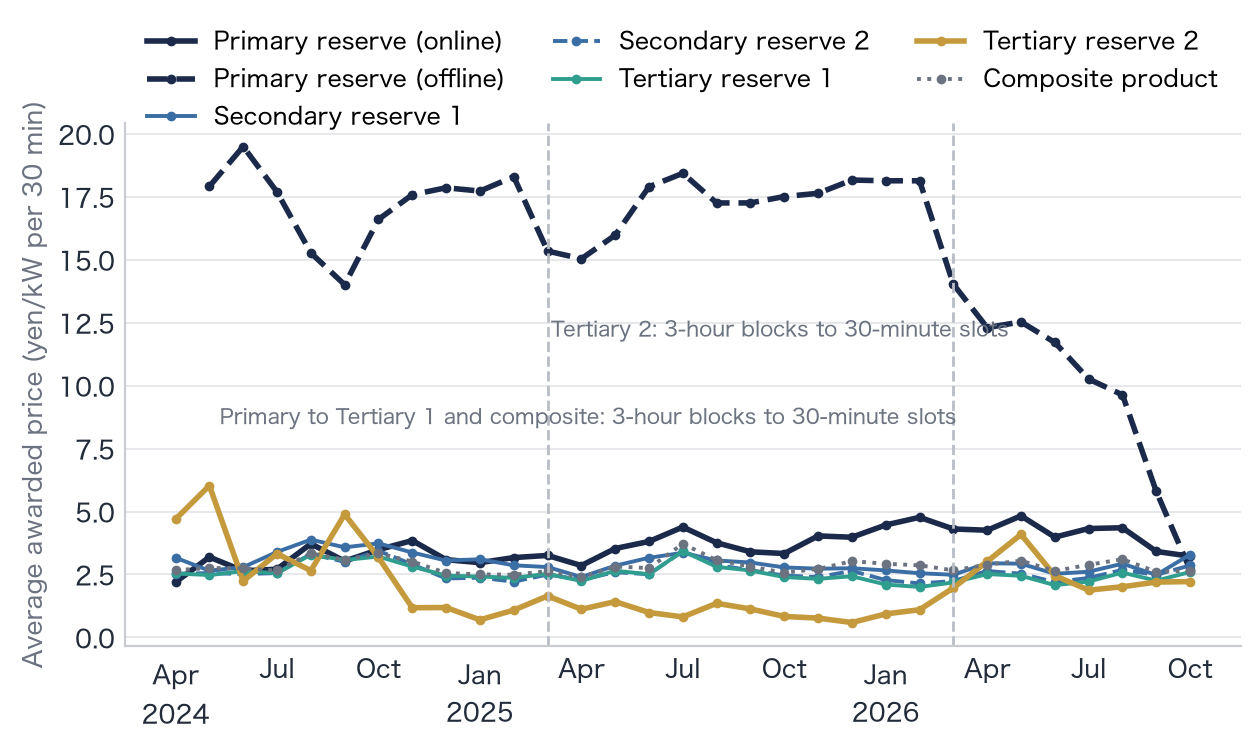 Primary reserve (online)
Primary reserve (offline)
Secondary reserve 1
Secondary reserve 2
Tertiary reserve 1
Tertiary reserve 2
Composite product
Average awarded price (yen/kW per 30 min)
20.0
17.5
15.0
12.5
10.0
7.5
5.0
2.5
0.0
Tertiary 2: 3-hour blocks to 30-minute slots
Primary to Tertiary 1 and composite: 3-hour blocks to 30-minute slots
Apr
2024
Jul
Oct
Jan
2025
Apr
Jul
Oct
Jan
2026
Apr
Jul
Oct